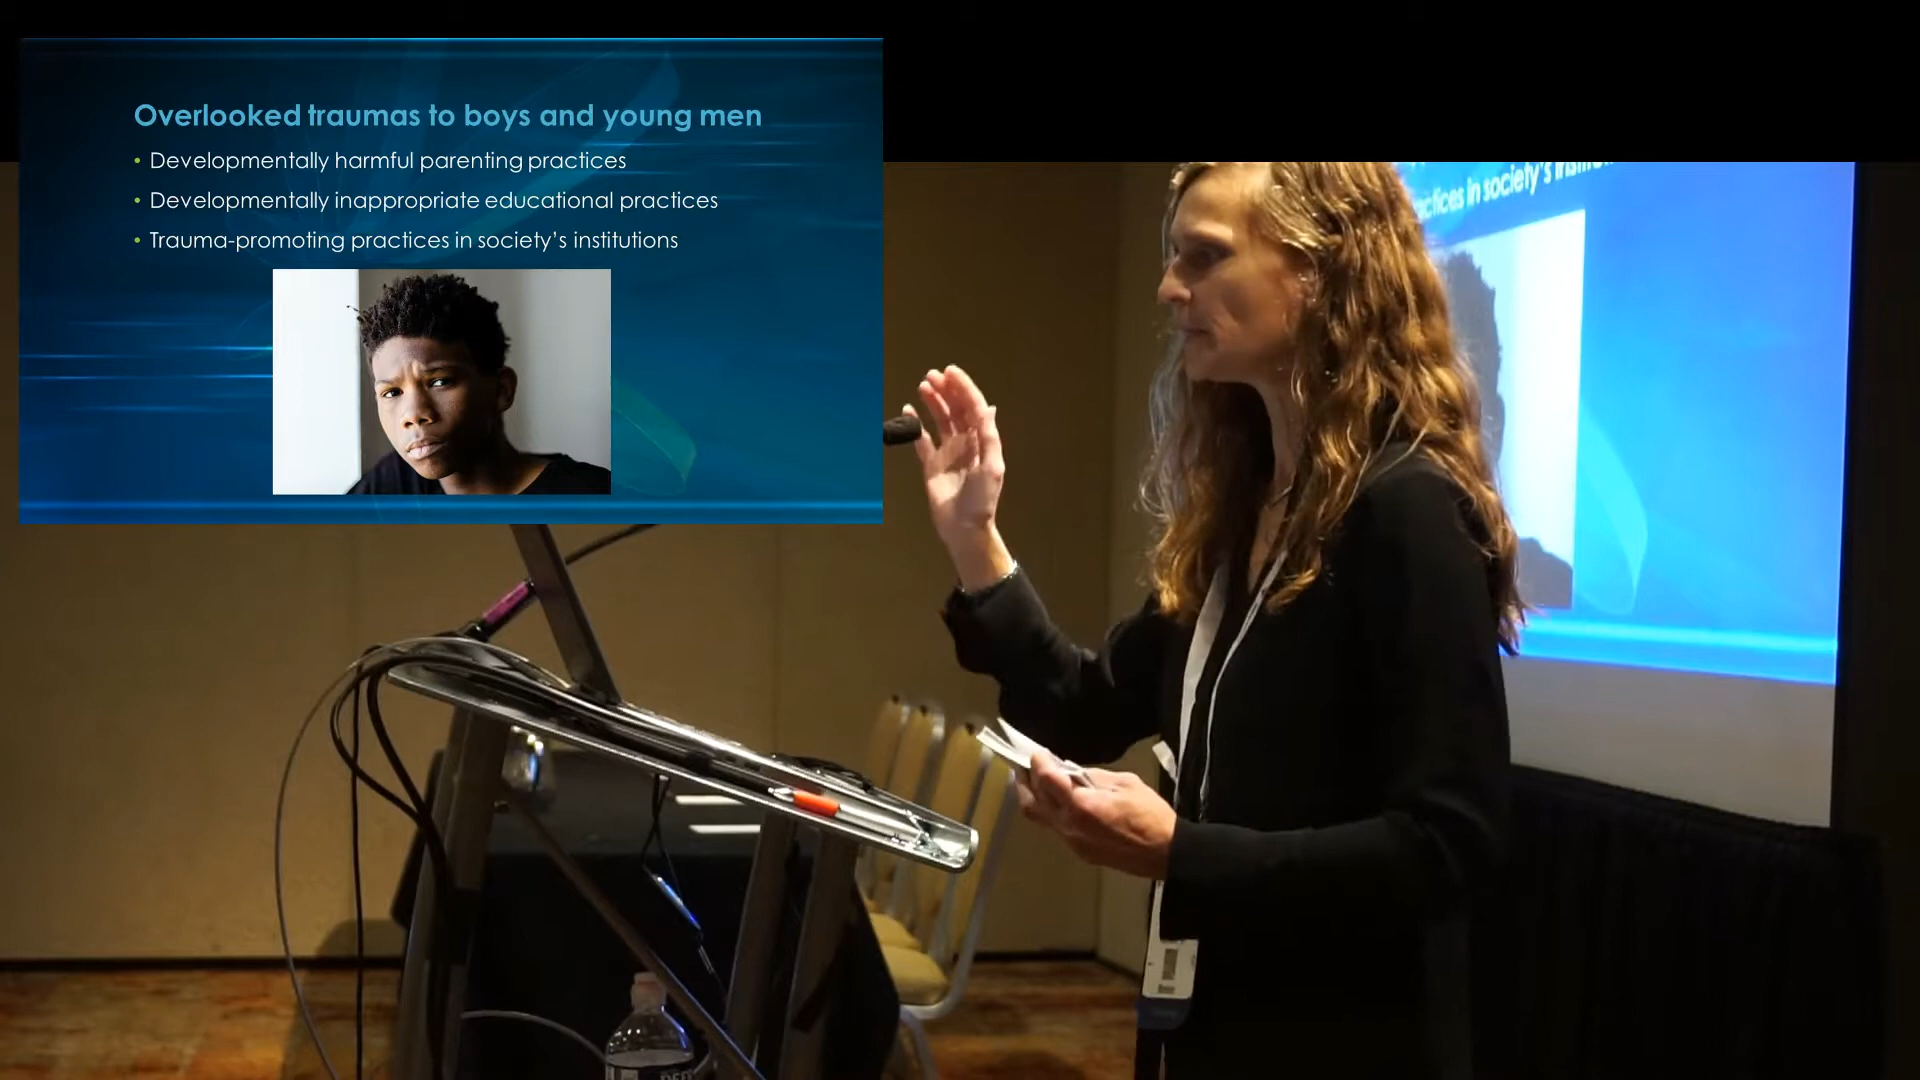 Overlooked traumas to boys and young men
• Developmentally harmful parenting practices
• Developmentally inappropriate educational practices
• Trauma-promoting practices in society's institutions
practices in society's